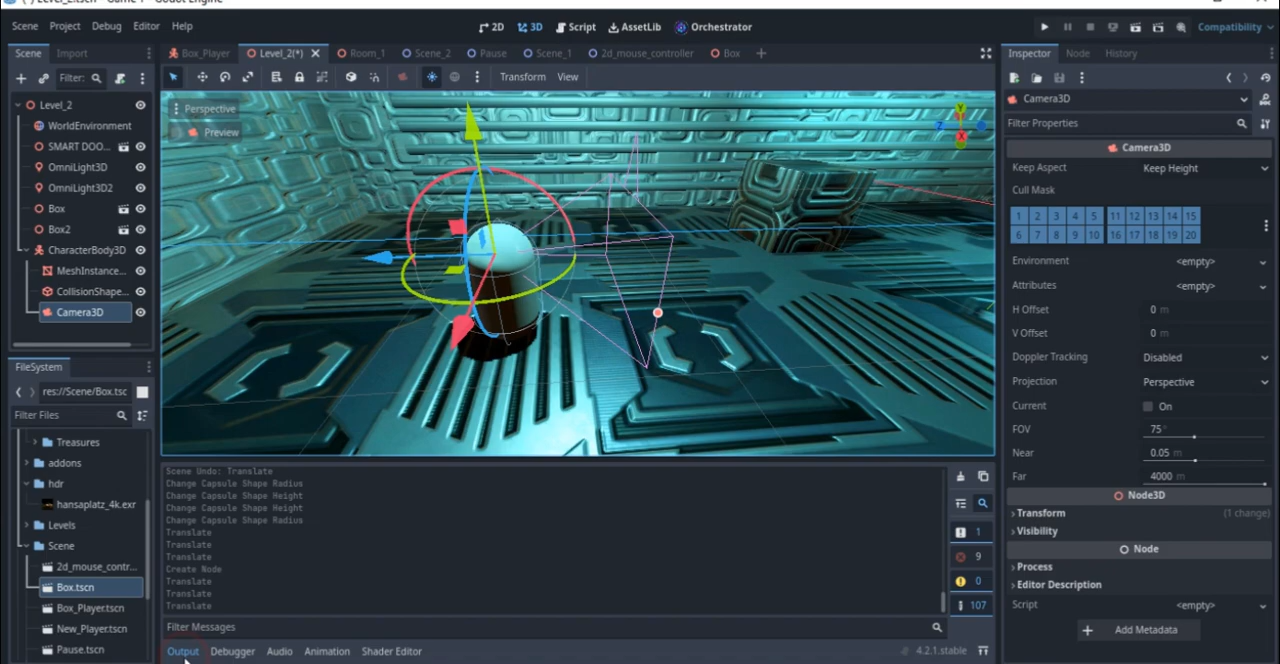 Scene Project Debug Editor Help
2D 3D Script AssetLib Orchestrator
Compatibility
Scene Import
Box_Player Level_2(*) Room_1 Scene_2 Pause Scene_1 2d_mouse_controller Box
Inspector Node History
Filter:
Transform View
Camera3D
Filter Properties
Level_2
WorldEnvironment
SMART DOO...
OmniLight3D
OmniLight3D2
Box
Box2
CharacterBody3D
MeshInstance...
CollisionShape...
Camera3D
Perspective
Preview
Y
Z
X
Camera3D
Keep Aspect Keep Height
Cull Mask
1 2 3 4 5 11 12 13 14 15
6 7 8 9 10 16 17 18 19 20
Environment <empty>
Attributes <empty>
H Offset 0 m
V Offset 0 m
Doppler Tracking Disabled
Projection Perspective
Current On
FOV 75 °
Near 0.05 m
Far 4000 m
Node3D
Transform (1 change)
Visibility
Node
Process
Editor Description
Script <empty>
Add Metadata
FileSystem
res://Scene/Box.tsc
Filter Files
Treasures
addons
hdr
hansaplatz_4k.exr
Levels
Scene
2d_mouse_contr...
Box.tscn
Box_Player.tscn
New_Player.tscn
Pause.tscn
Scene Undo: Translate
Change Capsule Shape Radius
Change Capsule Shape Height
Change Capsule Shape Height
Change Capsule Shape Radius
Translate
Translate
Translate
Create Node
Translate
Translate
Translate
1
9
0
107
Filter Messages
Output Debugger Audio Animation Shader Editor
4.2.1.stable